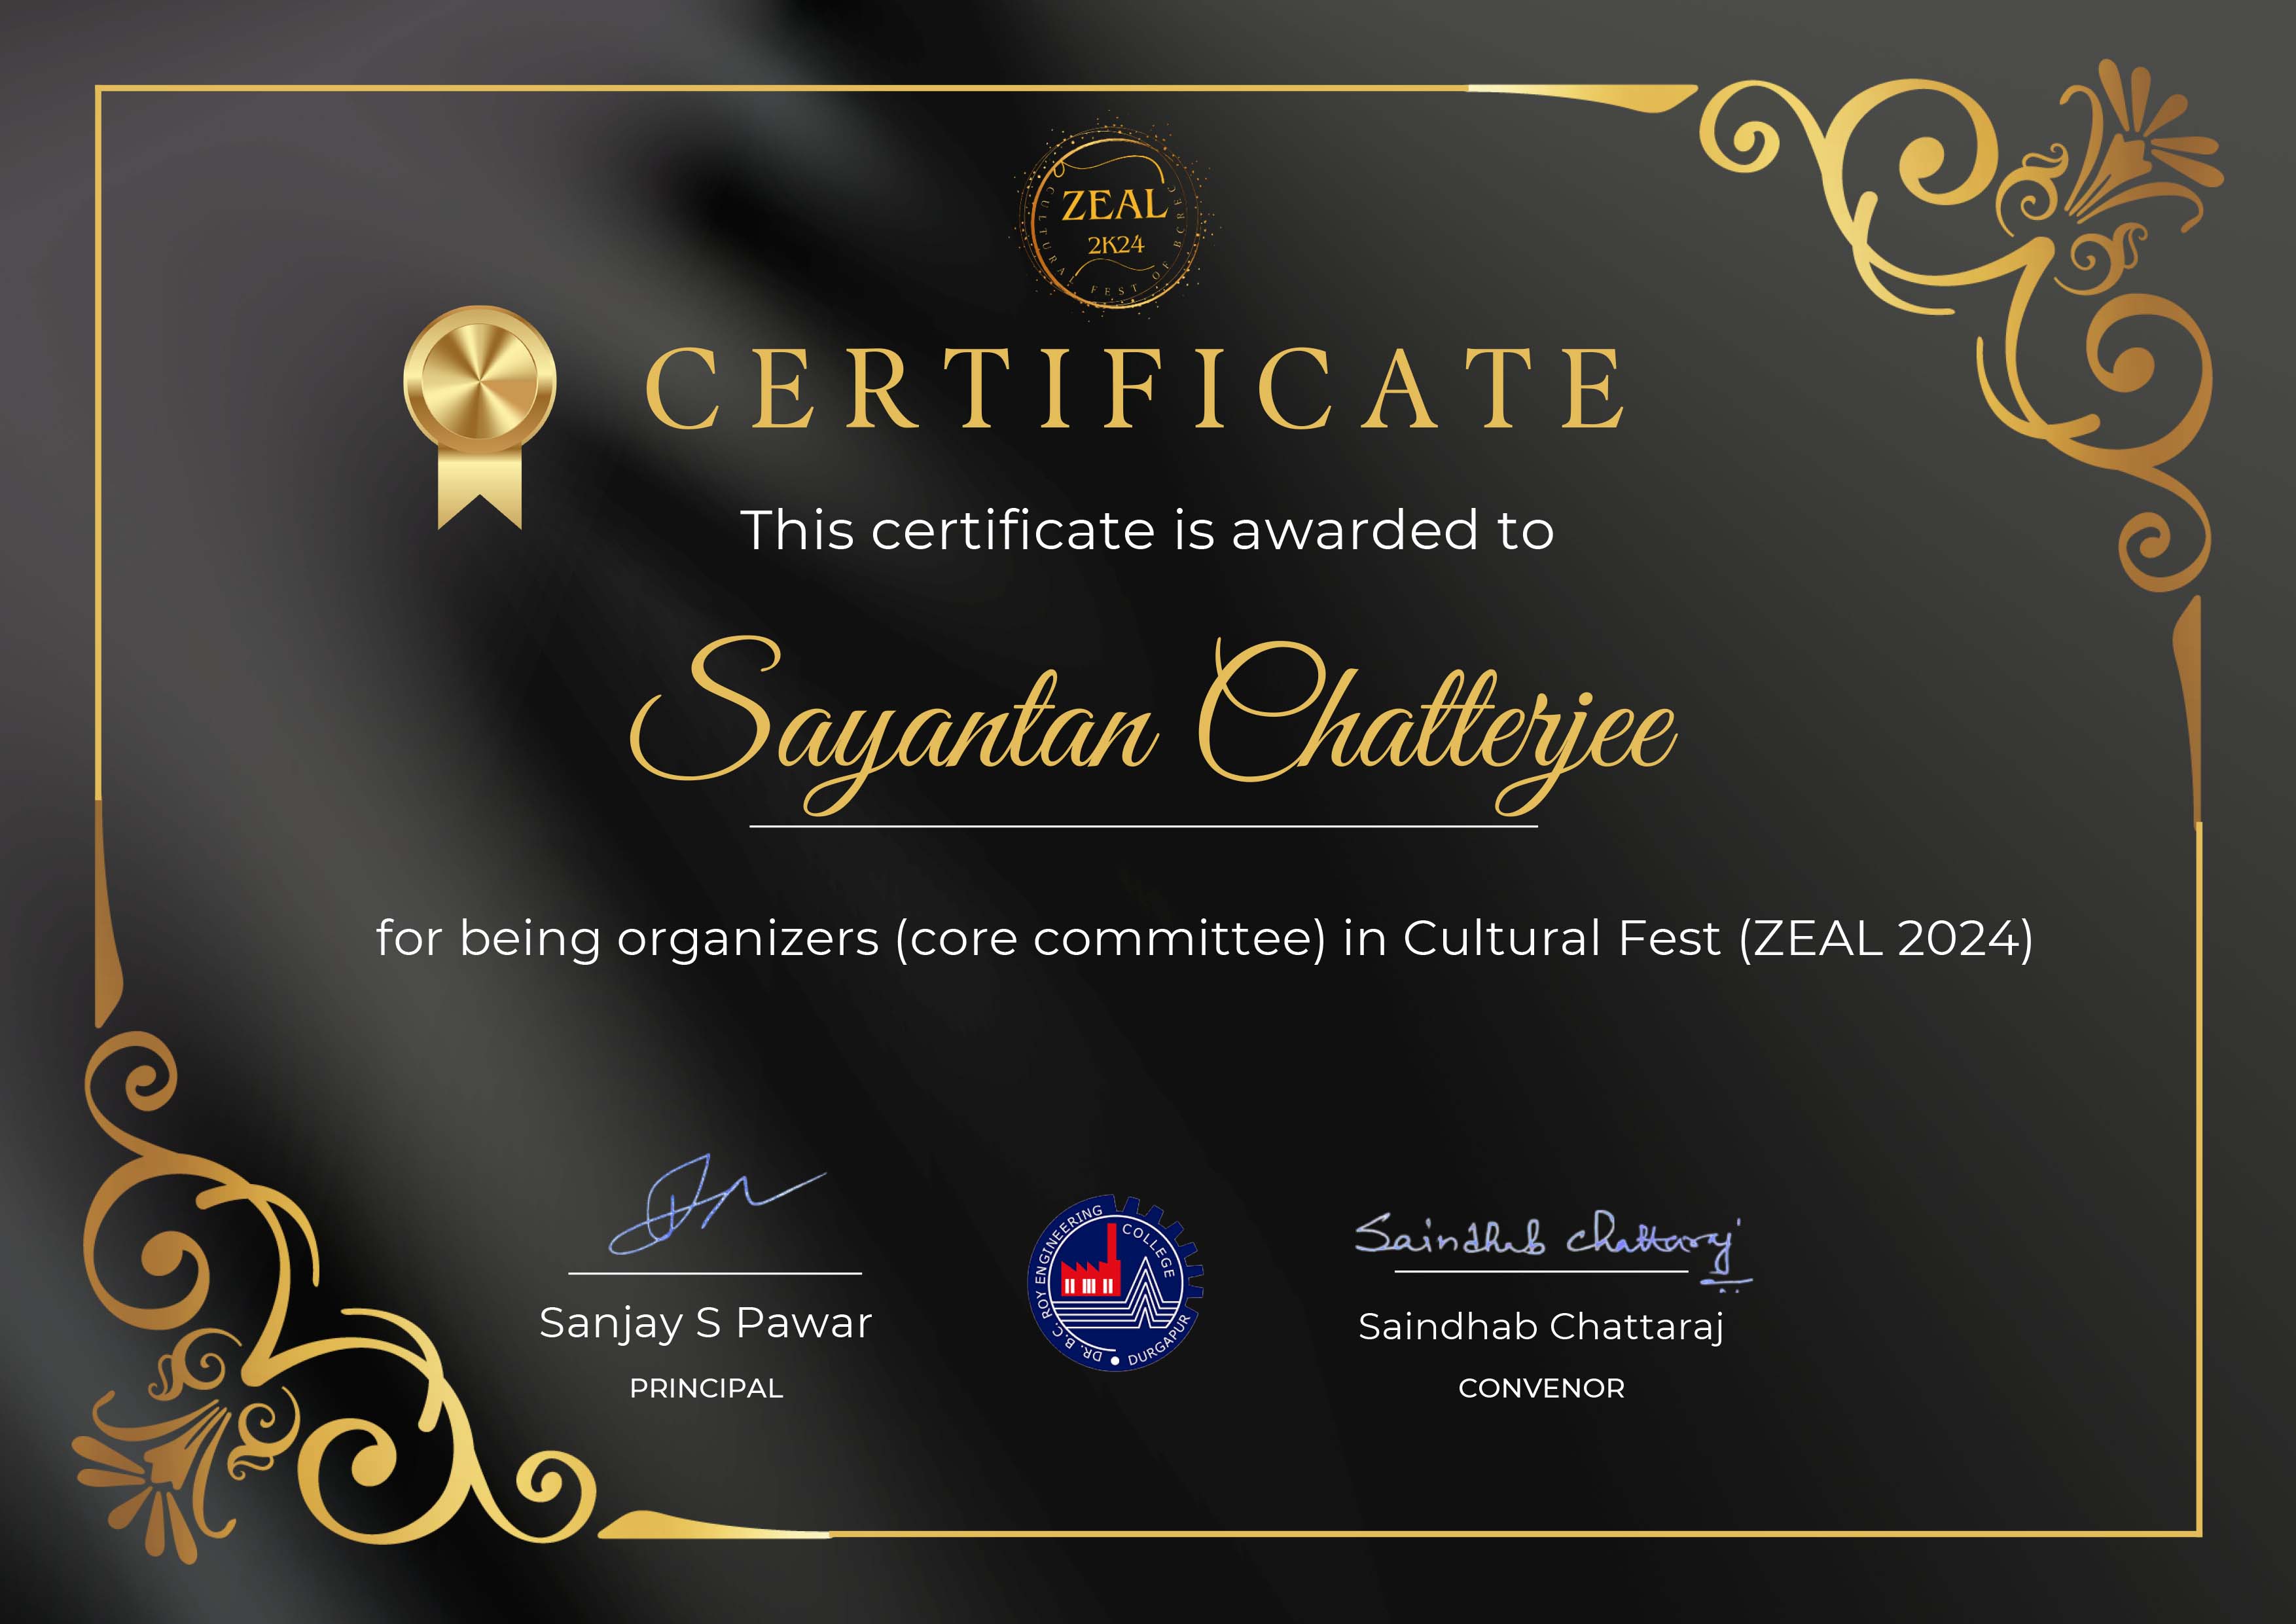 ZEAL
2K24
CULTURAL FEST OF BCREC
CERTIFICATE
This certificate is awarded to
Sayantan Chatterjee
for being organizers (core committee) in Cultural Fest (ZEAL 2024)
Saindhab Chattaraj
Sanjay S Pawar
PRINCIPAL
DR. B.C. ROY ENGINEERING COLLEGE
DURGAPUR
Saindhab Chattaraj
CONVENOR